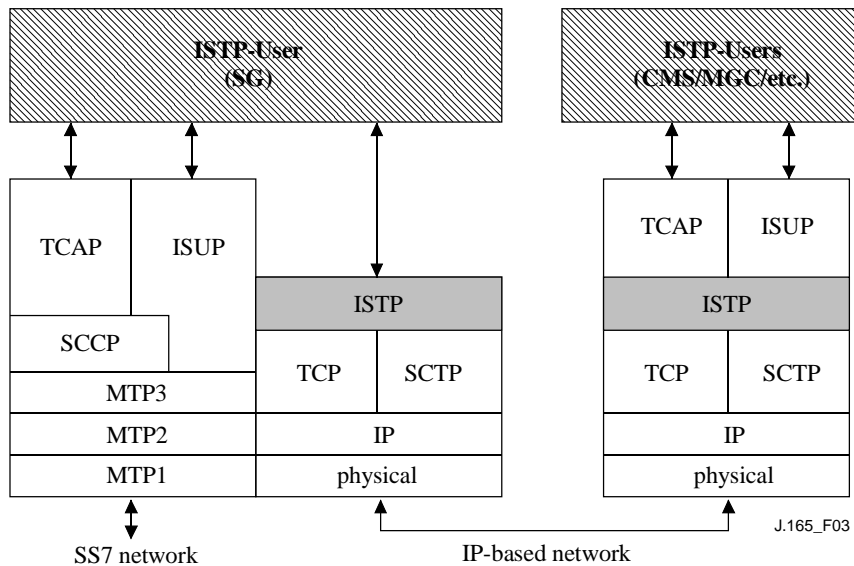 ISTP-User
(SG)
ISTP-Users
(CMS/MGC/etc.)
TCAP
ISUP
TCAP
ISUP
ISTP
ISTP
SCCP
TCP
SCTP
TCP
SCTP
MTP3
MTP2
IP
IP
MTP1
physical
physical
J.165_F03
SS7 network
IP-based network